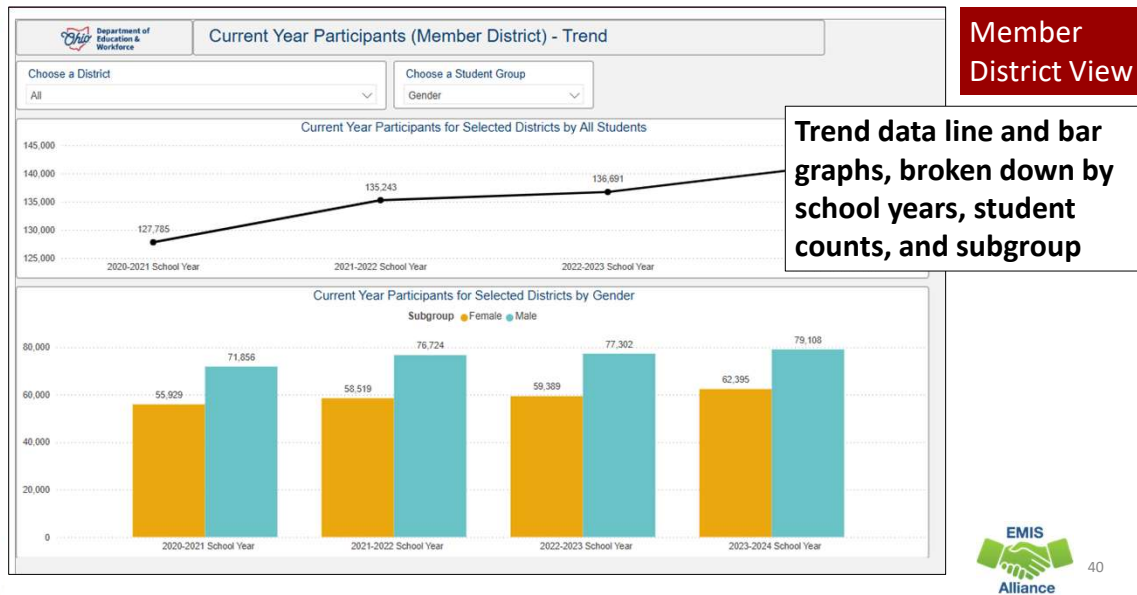 Ohio
Department of
Education &
Workforce
Current Year Participants (Member District) - Trend
Member
District View
Choose a District
All
Choose a Student Group
Gender
Trend data line and bar
graphs, broken down by
school years, student
counts, and subgroup
Current Year Participants for Selected Districts by All Students
145,000
140,000
135,000
130,000
125,000
127,785
135,243
136,691
2020-2021 School Year
2021-2022 School Year
2022-2023 School Year
Current Year Participants for Selected Districts by Gender
Subgroup Female Male
80,000
60,000
40,000
20,000
0
55,929
71,856
58,519
76,724
59,389
77,302
62,395
79,108
2020-2021 School Year
2021-2022 School Year
2022-2023 School Year
2023-2024 School Year
EMIS
Alliance
40